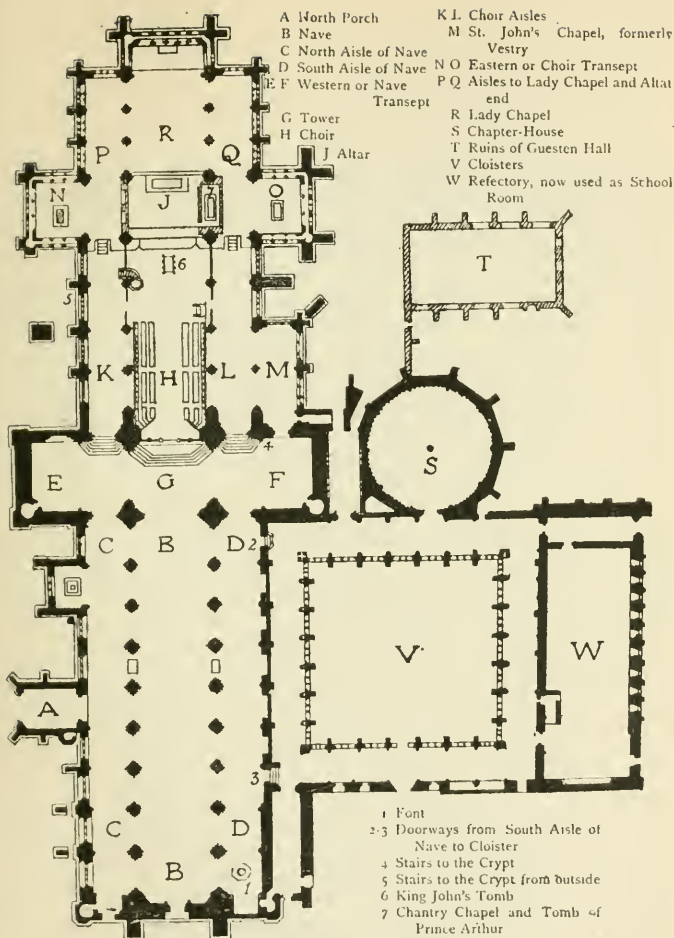 A North Porch
B Nave
C North Aisle of Nave
D South Aisle of Nave
E F Western or Nave
Transept
G Tower
H Choir
J Altar
K L Choir Aisles
M St. John's Chapel, formerly
Vestry
N O Eastern or Choir Transept
P Q Aisles to Lady Chapel and Altar
end
R Lady Chapel
S Chapter-House
T Ruins of Guesten Hall
V Cloisters
W Refectory, now used as School
Room
R
P Q
N J 7 O
6
5
T
K H L M
4
E G F
S
C B D 2
V
W
A
3
C D
B
1
1 Font
2-3 Doorways from South Aisle of
Nave to Cloister
4 Stairs to the Crypt
5 Stairs to the Crypt from outside
6 King John's Tomb
7 Chantry Chapel and Tomb of
Prince Arthur